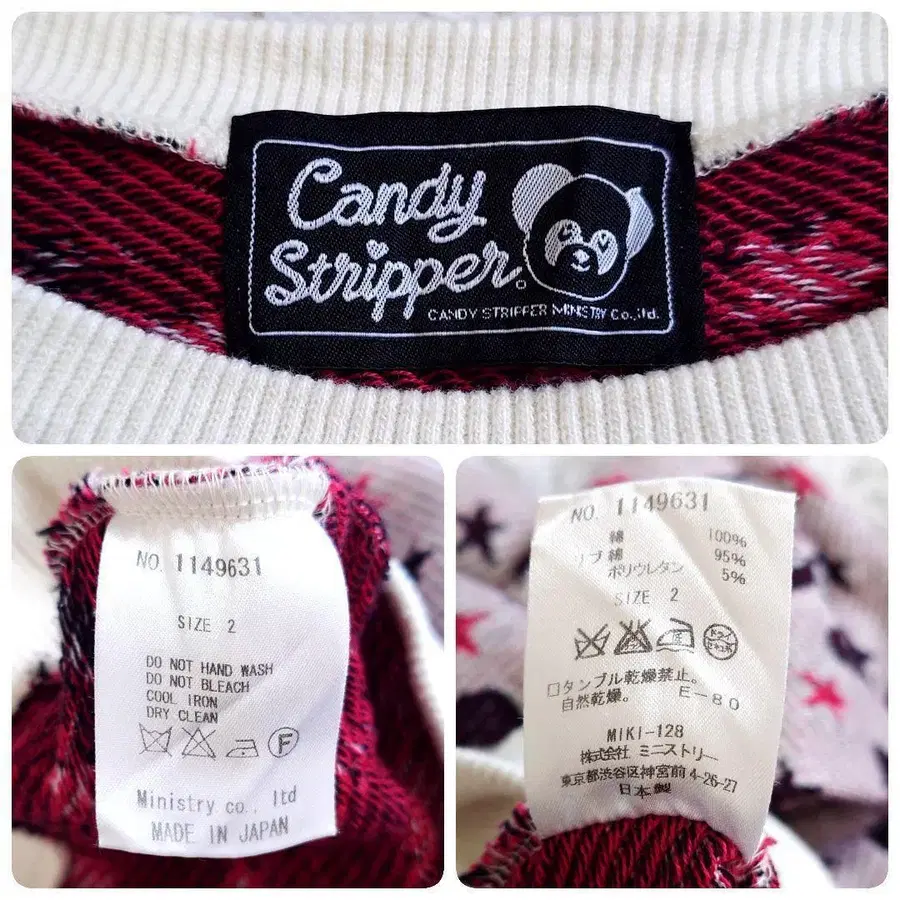 Candy
Stripper.
CANDY STRIPPER MINISTRY Co.,ltd.
NO. 1149631
SIZE 2
DO NOT HAND WASH
DO NOT BLEACH
COOL IRON
DRY CLEAN
F
Ministry co., ltd
MADE IN JAPAN
NO. 1149631
綿 100%
リブ 綿 95%
ポリウレタン 5%
SIZE 2
ドライ
セキユ系
□タンブル乾燥禁止。
自然乾燥。 E-80
MIKI-128
株式会社 ミニストリー
東京都渋谷区神宮前4-26-27
日本製